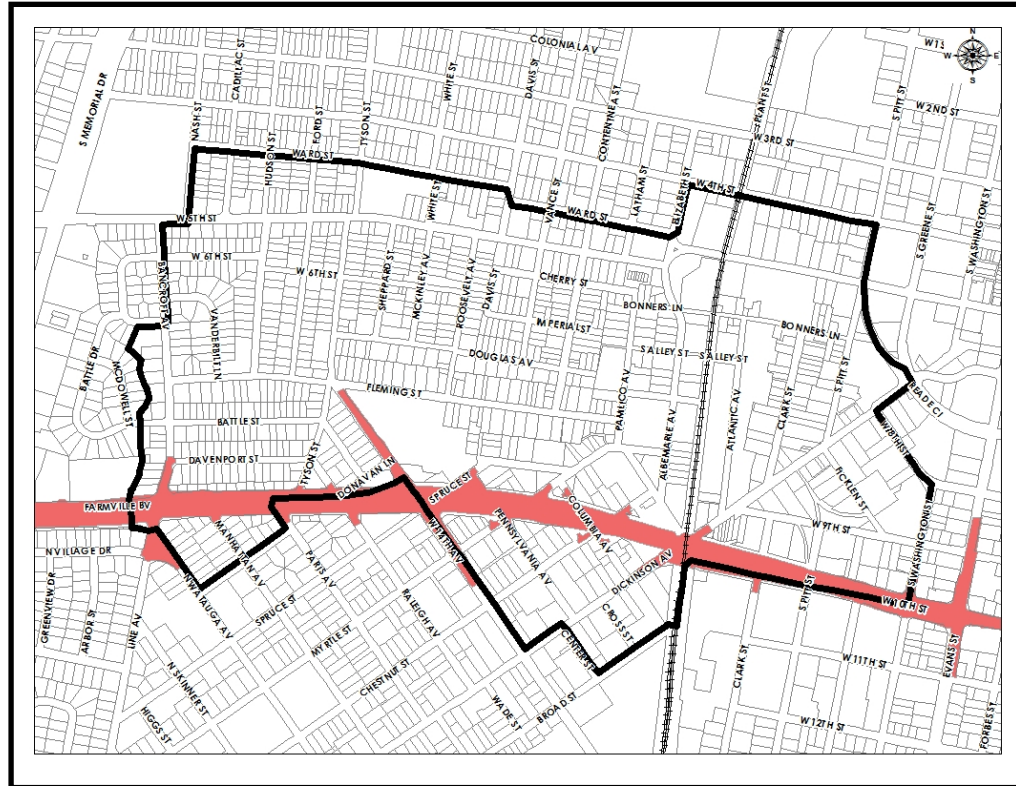 COLONIAL AV
W 1S
N
W
E
S
CADILLAC ST
S MEMORIAL DR
WHITE ST
DAVIS ST
S PITT ST
W 2ND ST
NASH ST
FORD ST
TYSON ST
CONTENTNEA ST
PLANT ST
W 3RD ST
HUDSON ST
WARD ST
LATHAM ST
ELIZABETH ST
W 4TH ST
WHITE ST
VANCE ST
WARD ST
S GREENE ST
S WASHINGTON ST
W 5TH ST
W 6TH ST
W 6TH ST
BANCROFT AV
SHEPPARD ST
MCKINLEY AV
ROOSEVELT AV
DAVIS ST
CHERRY ST
BONNERS LN
VANDERBILT LN
IMPERIAL ST
BONNERS LN
BATTLE DR
MCDOWELL ST
DOUGLAS AV
SALLEY ST
SALLEY ST
S PITT ST
FLEMING ST
PAMLICO AV
READE CI
BATTLE ST
ALBEMARLE AV
ATLANTIC AV
CLARK ST
W 8TH ST
DAVENPORT ST
TYSON ST
DONAVAN LN
SPRUCE ST
FICKLEN ST
FARMVILLE BV
COLUMBIA AV
W 9TH ST
S WASHINGTON ST
N VILLAGE DR
MANHATTAN AV
W 14TH AV
PENNSYLVANIA AV
PARIS AV
DICKINSON AV
S PITT ST
W 10TH ST
GREENVIEW DR
ARBOR ST
LINE AV
N WATAUGA AV
SPRUCE ST
RALEIGH AV
CROSS ST
CENTER ST
MYRTLE ST
CLARK ST
W 11TH ST
EVANS ST
N SKINNER ST
CHESTNUT ST
HIGGS ST
WADE ST
BROAD ST
W 12TH ST
FORBES ST